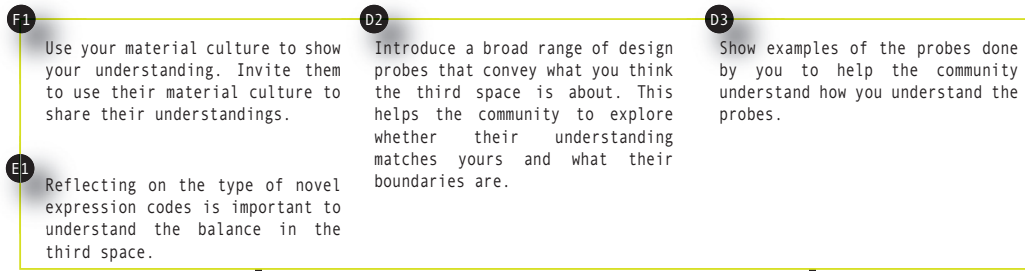 F1
Use your material culture to show
your understanding. Invite them
to use their material culture to
share their understandings.
E1
Reflecting on the type of novel
expression codes is important to
understand the balance in the
third space.
D2
Introduce a broad range of design
probes that convey what you think
the third space is about. This
helps the community to explore
whether their understanding
matches yours and what their
boundaries are.
D3
Show examples of the probes done
by you to help the community
understand how you understand the
probes.